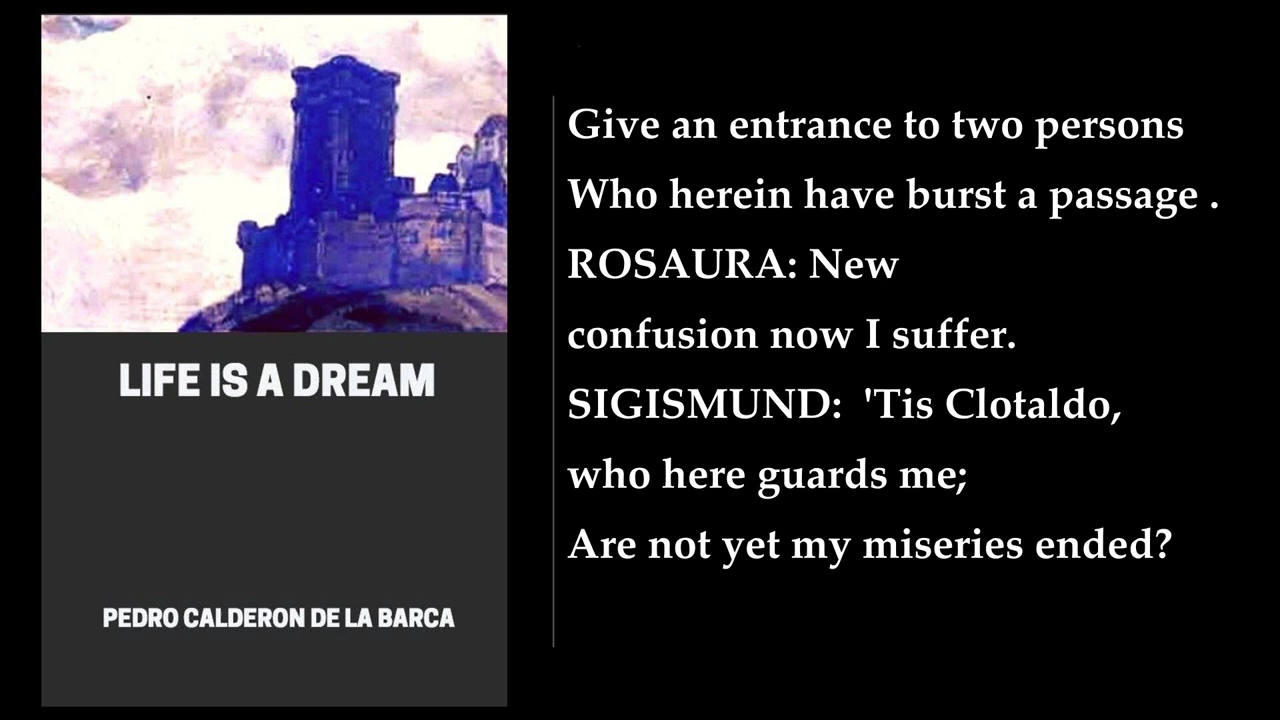 LIFE IS A DREAM
PEDRO CALDERON DE LA BARCA
Give an entrance to two persons
Who herein have burst a passage .
ROSAURA: New
confusion now I suffer.
SIGISMUND:  'Tis Clotaldo,
who here guards me;
Are not yet my miseries ended?